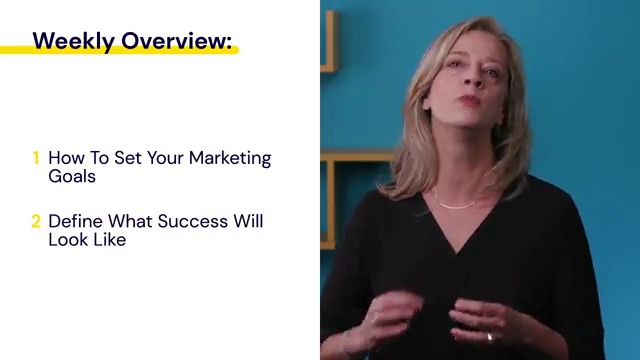 Weekly Overview:
1 How To Set Your Marketing
Goals
2 Define What Success Will
Look Like